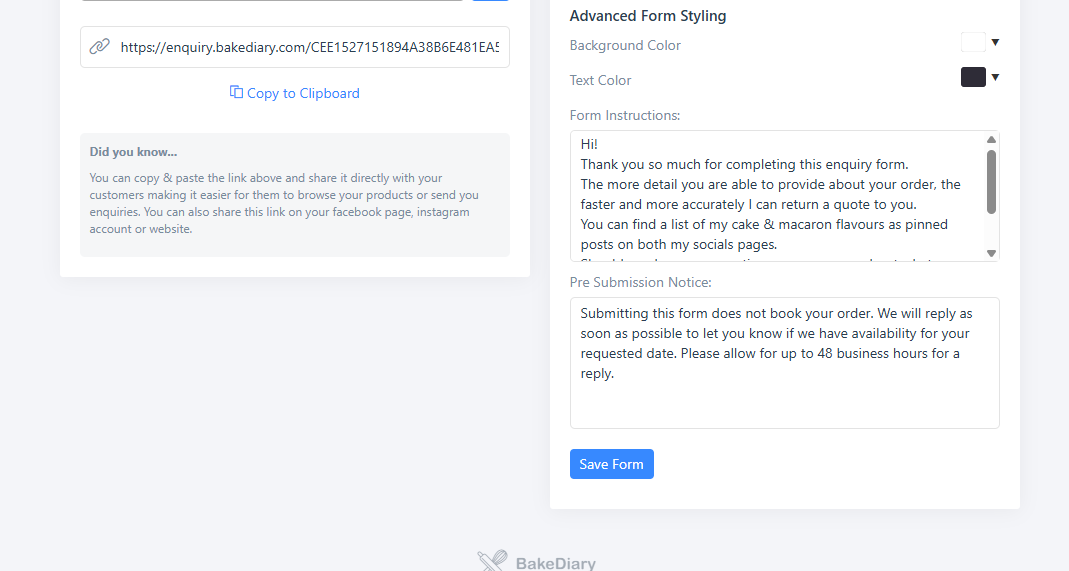 https://enquiry.bakediary.com/CEE1527151894A38B6E481EA5
Copy to Clipboard
Did you know...
You can copy & paste the link above and share it directly with your
customers making it easier for them to browse your products or send you
enquiries. You can also share this link on your facebook page, instagram
account or website.
Advanced Form Styling
Background Color
Text Color
Form Instructions:
Hi!
Thank you so much for completing this enquiry form.
The more detail you are able to provide about your order, the
faster and more accurately I can return a quote to you.
You can find a list of my cake & macaron flavours as pinned
posts on both my socials pages.
Pre Submission Notice:
Submitting this form does not book your order. We will reply as
soon as possible to let you know if we have availability for your
requested date. Please allow for up to 48 business hours for a
reply.
Save Form
BakeDiary